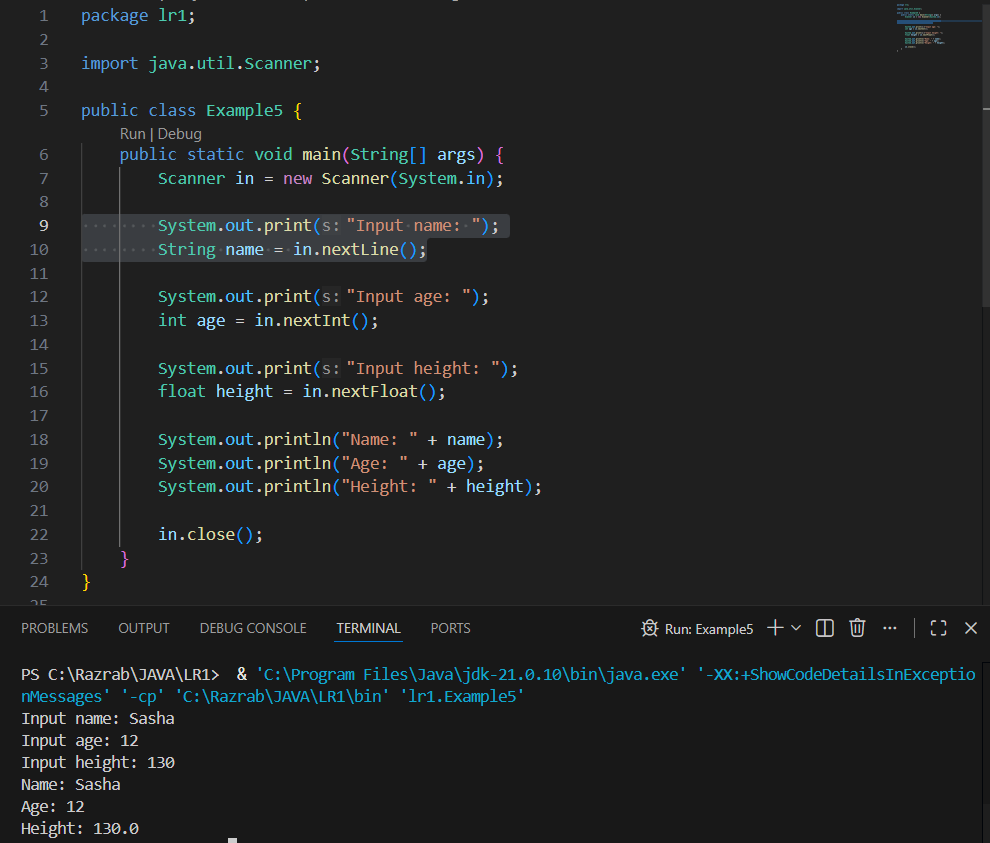 1 package lr1;
2
3 import java.util.Scanner;
4
5 public class Example5 {
Run | Debug
6 public static void main(String[] args) {
7 Scanner in = new Scanner(System.in);
8
9 ········System.out.print(s: "Input·name:·");
10 ········String·name·=·in.nextLine();
11
12 System.out.print(s: "Input age: ");
13 int age = in.nextInt();
14
15 System.out.print(s: "Input height: ");
16 float height = in.nextFloat();
17
18 System.out.println("Name: " + name);
19 System.out.println("Age: " + age);
20 System.out.println("Height: " + height);
21
22 in.close();
23 }
24 }
25
PROBLEMS OUTPUT DEBUG CONSOLE TERMINAL PORTS Run: Example5
PS C:\Razrab\JAVA\LR1> & 'C:\Program Files\Java\jdk-21.0.10\bin\java.exe' '-XX:+ShowCodeDetailsInExceptio
nMessages' '-cp' 'C:\Razrab\JAVA\LR1\bin' 'lr1.Example5'
Input name: Sasha
Input age: 12
Input height: 130
Name: Sasha
Age: 12
Height: 130.0